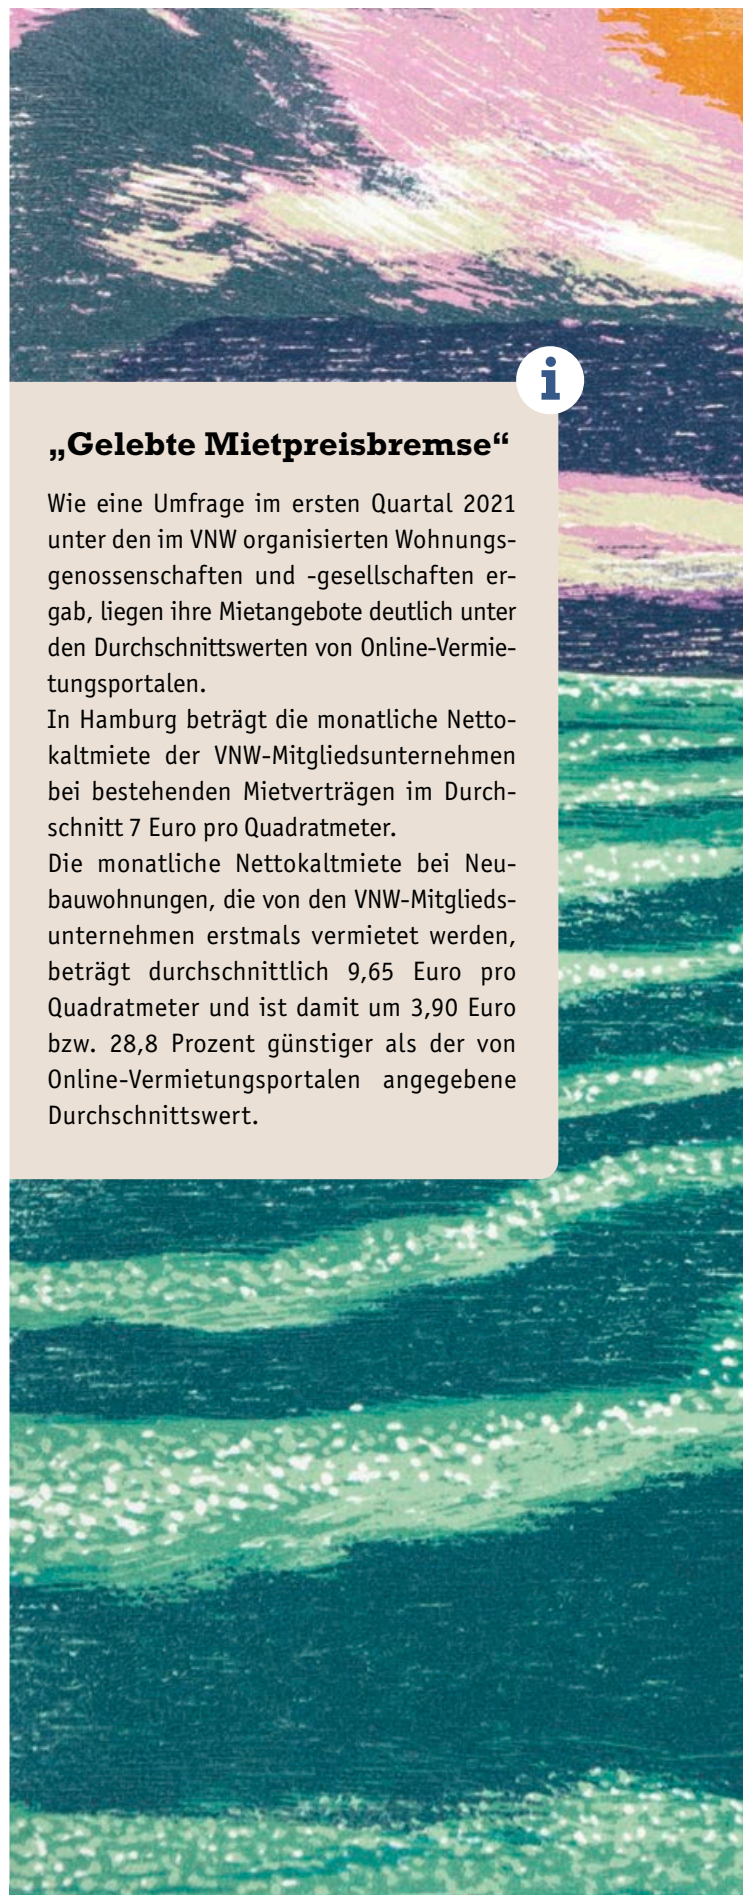 i
„Gelebte Mietpreisbremse“
Wie eine Umfrage im ersten Quartal 2021
unter den im VNW organisierten Wohnungs-
genossenschaften und -gesellschaften er-
gab, liegen ihre Mietangebote deutlich unter
den Durchschnittswerten von Online-Vermie-
tungsportalen.
In Hamburg beträgt die monatliche Netto-
kaltmiete der VNW-Mitgliedsunternehmen
bei bestehenden Mietverträgen im Durch-
schnitt 7 Euro pro Quadratmeter.
Die monatliche Nettokaltmiete bei Neu-
bauwohnungen, die von den VNW-Mitglieds-
unternehmen erstmals vermietet werden,
beträgt durchschnittlich 9,65 Euro pro
Quadratmeter und ist damit um 3,90 Euro
bzw. 28,8 Prozent günstiger als der von
Online-Vermietungsportalen angegebene
Durchschnittswert.